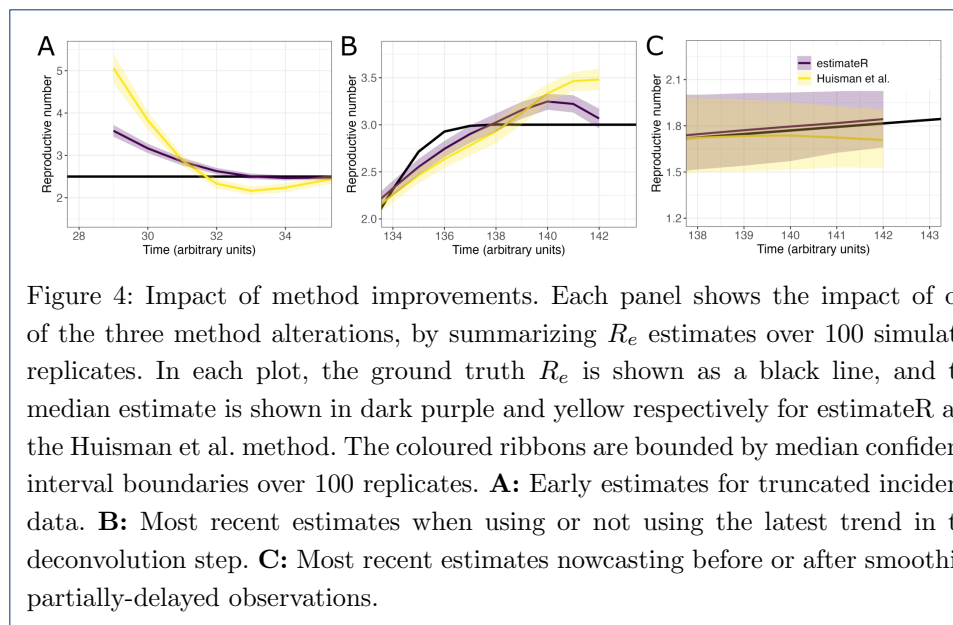 A
B
C
Reproductive number
5
4
3
2
28
30
32
34
Time (arbitrary units)
Reproductive number
3.5
3.0
2.5
2.0
134
136
138
140
142
Time (arbitrary units)
Reproductive number
2.1
1.8
1.5
1.2
138
139
140
141
142
143
Time (arbitrary units)
estimateR
Huisman et al.
Figure 4: Impact of method improvements. Each panel shows the impact of o
of the three method alterations, by summarizing Re estimates over 100 simulat
replicates. In each plot, the ground truth Re is shown as a black line, and t
median estimate is shown in dark purple and yellow respectively for estimateR a
the Huisman et al. method. The coloured ribbons are bounded by median confiden
interval boundaries over 100 replicates. A: Early estimates for truncated inciden
data. B: Most recent estimates when using or not using the latest trend in t
deconvolution step. C: Most recent estimates nowcasting before or after smoothi
partially-delayed observations.